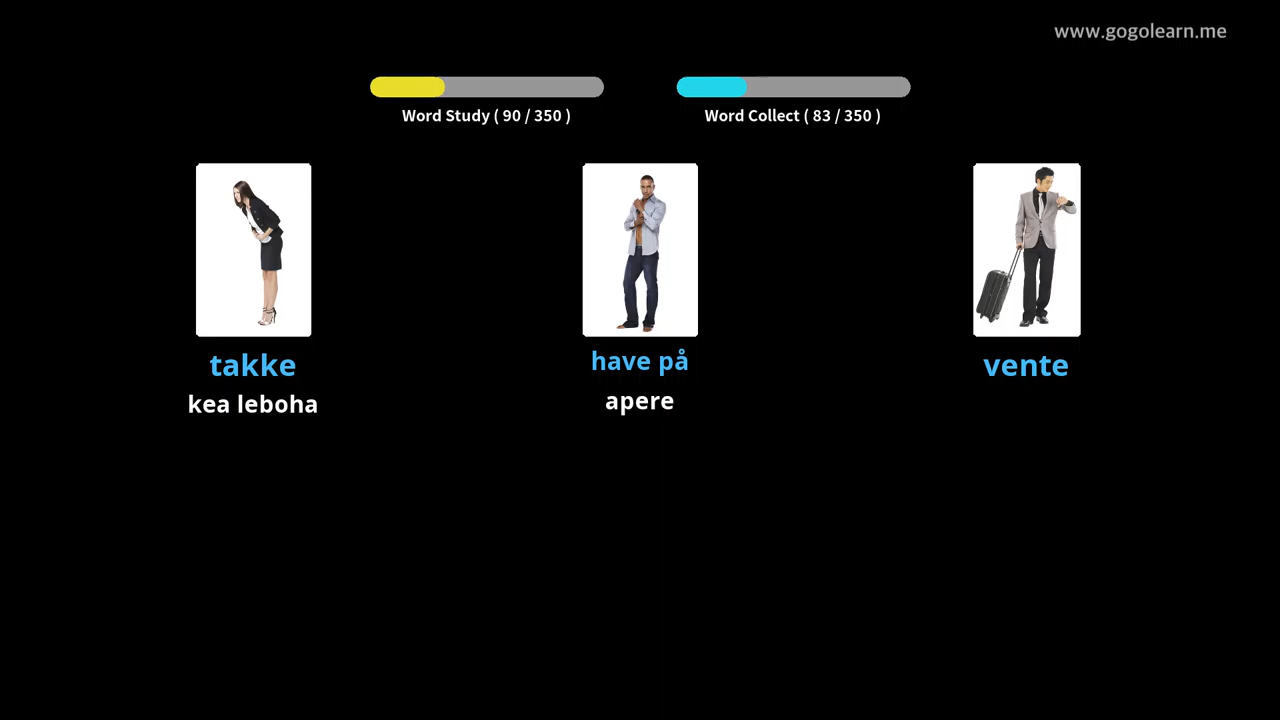 www.gogolearn.me
Word Study ( 90 / 350 )
Word Collect ( 83 / 350 )
takke
kea leboha
have på
apere
vente